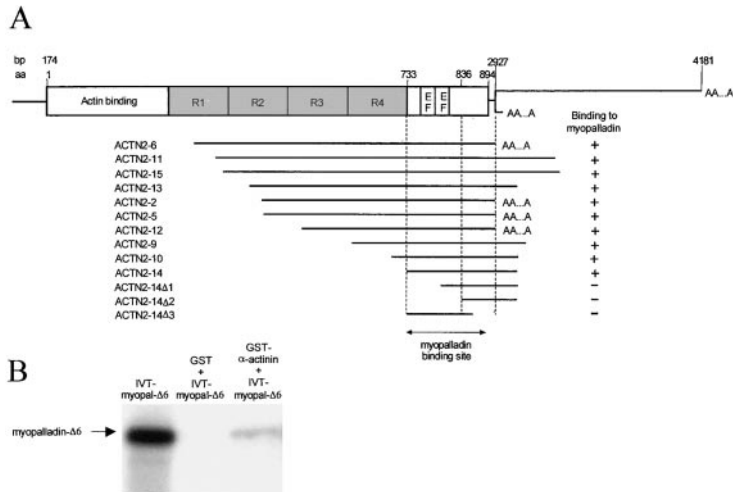 A
bp 174 2927 4181
aa 1 733 836 894
Actin binding R1 R2 R3 R4 EF EF
AA...A
AA...A
Binding to
myopalladin
ACTN2-6 AA...A +
ACTN2-11 +
ACTN2-15 +
ACTN2-13 +
ACTN2-2 AA...A +
ACTN2-5 AA...A +
ACTN2-12 AA...A +
ACTN2-9 +
ACTN2-10 +
ACTN2-14 +
ACTN2-14Δ1 −
ACTN2-14Δ2 −
ACTN2-14Δ3 −
myopalladin
binding site
B
IVT-
myopal-Δ6
GST
+
IVT-
myopal-Δ6
GST-
α-actinin
+
IVT-
myopal-Δ6
myopalladin-Δ6